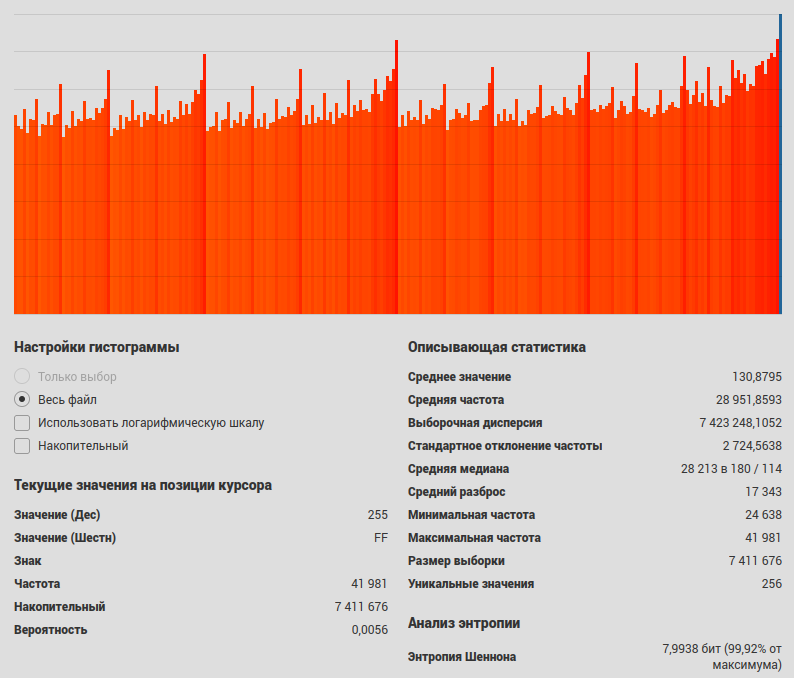 Настройки гистограммы
Только выбор
Весь файл
Использовать логарифмическую шкалу
Накопительный
Текущие значения на позиции курсора
Значение (Дес) 255
Значение (Шестн) FF
Знак
Частота 41 981
Накопительный 7 411 676
Вероятность 0,0056
Описывающая статистика
Среднее значение 130,8795
Средняя частота 28 951,8593
Выборочная дисперсия 7 423 248,1052
Стандартное отклонение частоты 2 724,5638
Средняя медиана 28 213 в 180 / 114
Средний разброс 17 343
Минимальная частота 24 638
Максимальная частота 41 981
Размер выборки 7 411 676
Уникальные значения 256
Анализ энтропии
Энтропия Шеннона 7,9938 бит (99,92% от
максимума)